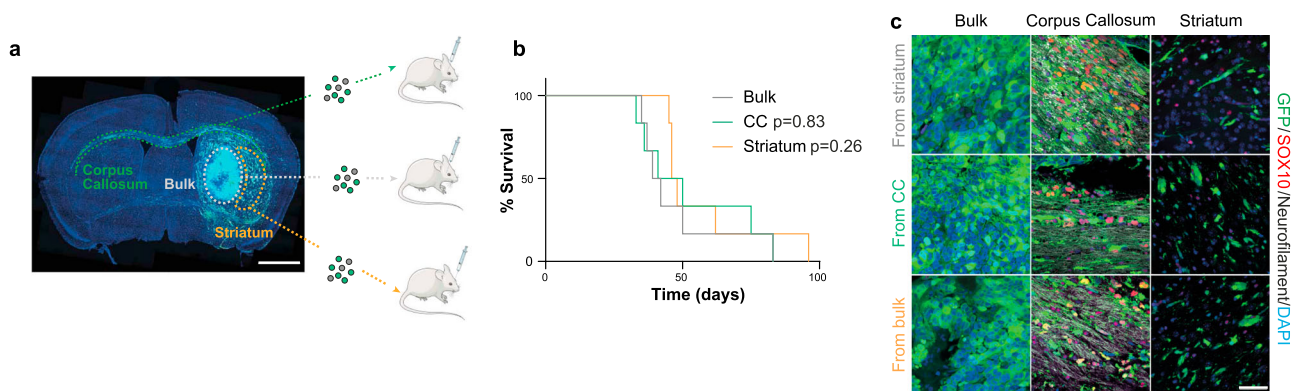 a
Corpus
Callosum
Bulk
Striatum
b
% Survival
100
50
0
Bulk
CC p=0.83
Striatum p=0.26
0
50
100
Time (days)
c
Bulk
Corpus Callosum
Striatum
From striatum
From CC
From bulk
GFP/SOX10/Neurofilament/DAPI